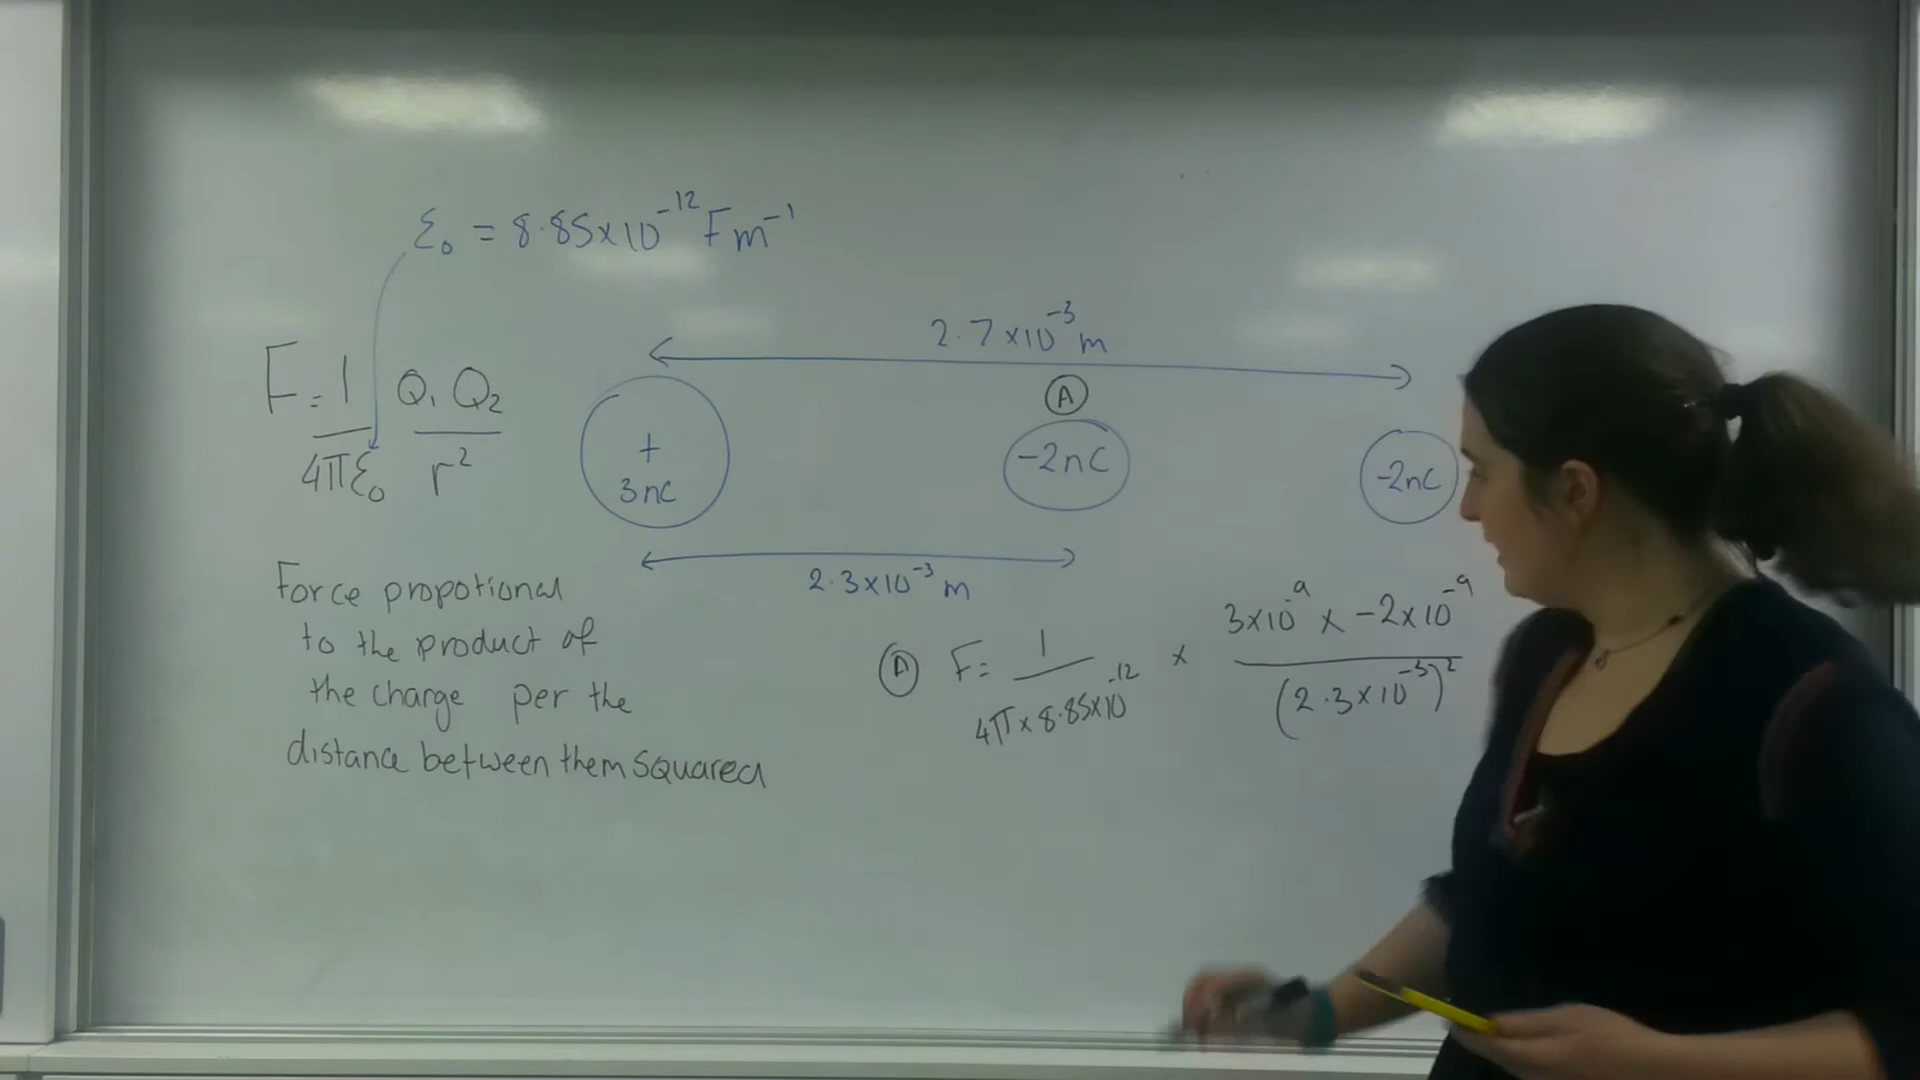 ε₀ = 8.85×10⁻¹² Fm⁻¹
2.7×10⁻³ m
F = 1/4πε₀ Q₁Q₂/r²
+
3nC
A
-2nC
-2nC
2.3×10⁻³ m
Force propotional
to the product of
the charge per the
distance between them squared
A F = 1/4π×8.85×10⁻¹² × 3×10⁻⁹ × -2×10⁻⁹/(2.3×10⁻³)²